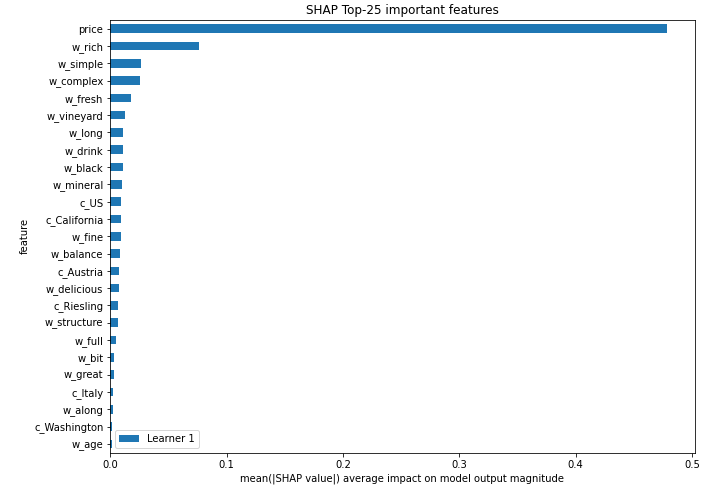 SHAP Top-25 important features
price
w_rich
w_simple
w_complex
w_fresh
w_vineyard
w_long
w_drink
w_black
w_mineral
c_US
c_California
w_fine
w_balance
c_Austria
w_delicious
c_Riesling
w_structure
w_full
w_bit
w_great
c_Italy
w_along
c_Washington
w_age
feature
Learner 1
0.0 0.1 0.2 0.3 0.4 0.5
mean(|SHAP value|) average impact on model output magnitude